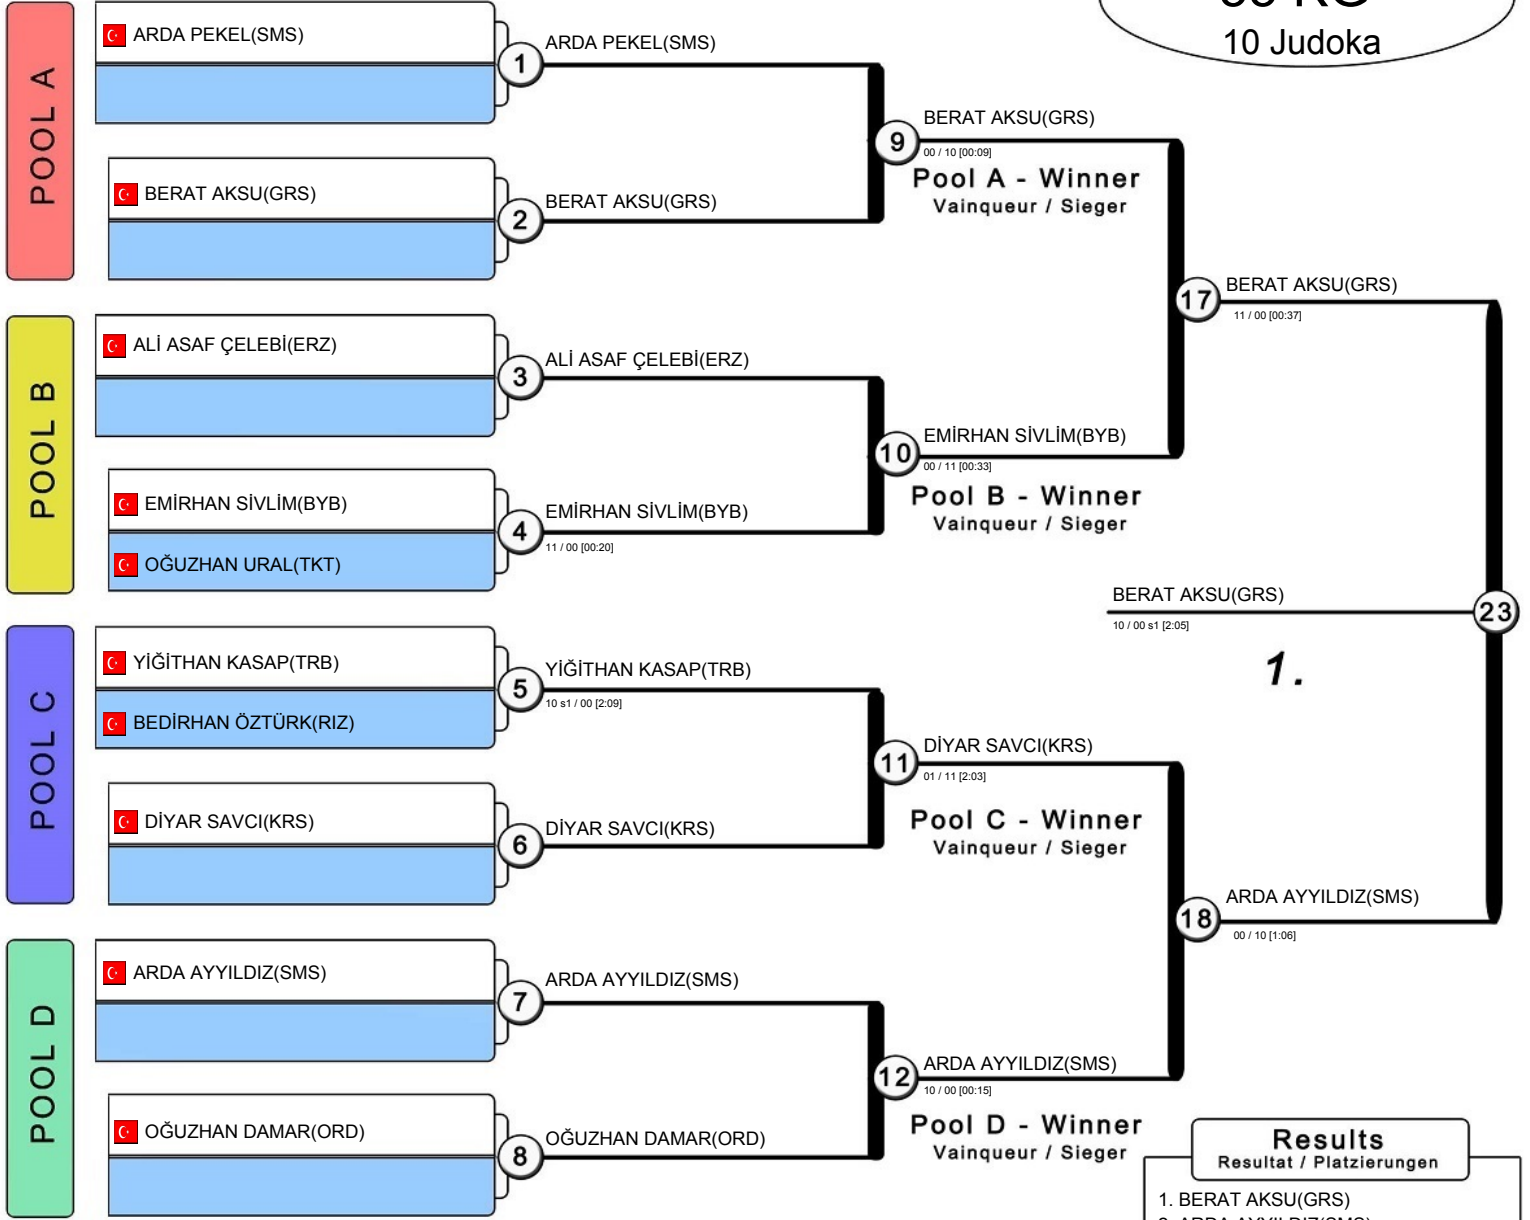 10 Judoka
POOL A
ARDA PEKEL(SMS)
1
ARDA PEKEL(SMS)
BERAT AKSU(GRS)
2
BERAT AKSU(GRS)
9
BERAT AKSU(GRS)
00 / 10 [00:09]
Pool A - Winner
Vainqueur / Sieger
POOL B
ALİ ASAF ÇELEBİ(ERZ)
3
ALİ ASAF ÇELEBİ(ERZ)
EMİRHAN SİVLİM(BYB)
OĞUZHAN URAL(TKT)
4
EMİRHAN SİVLİM(BYB)
11 / 00 [00:20]
10
EMİRHAN SİVLİM(BYB)
00 / 11 [00:33]
Pool B - Winner
Vainqueur / Sieger
17
BERAT AKSU(GRS)
11 / 00 [00:37]
POOL C
YİĞİTHAN KASAP(TRB)
BEDİRHAN ÖZTÜRK(RIZ)
5
YİĞİTHAN KASAP(TRB)
10 s1 / 00 [2:09]
DİYAR SAVCI(KRS)
6
DİYAR SAVCI(KRS)
11
DİYAR SAVCI(KRS)
01 / 11 [2:03]
Pool C - Winner
Vainqueur / Sieger
POOL D
ARDA AYYILDIZ(SMS)
7
ARDA AYYILDIZ(SMS)
OĞUZHAN DAMAR(ORD)
8
OĞUZHAN DAMAR(ORD)
12
ARDA AYYILDIZ(SMS)
10 / 00 [00:15]
Pool D - Winner
Vainqueur / Sieger
18
ARDA AYYILDIZ(SMS)
00 / 10 [1:06]
23
BERAT AKSU(GRS)
10 / 00 s1 [2:05]
1.
Results
Resultat / Platzierungen
1. BERAT AKSU(GRS)
2. ARDA AYYILDIZ(SMS)